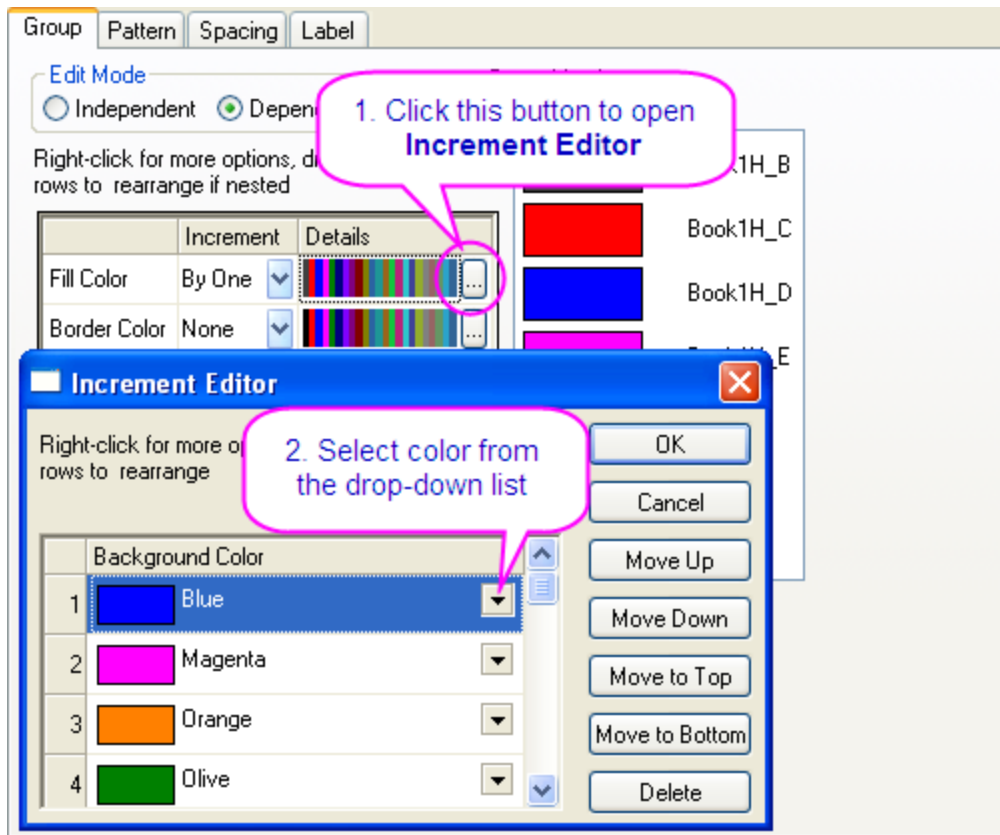 Group Pattern Spacing Label
Edit Mode
Independent Depen
1. Click this button to open
Increment Editor
Right-click for more options, d
rows to rearrange if nested
1H_B
Increment Details
Book1H_C
Fill Color By One ...
Book1H_D
Border Color None ...
_E
Increment Editor
Right-click for more op
rows to rearrange
2. Select color from
the drop-down list
OK
Cancel
Background Color
Move Up
1 Blue
Move Down
2 Magenta
Move to Top
3 Orange
Move to Bottom
4 Olive
Delete